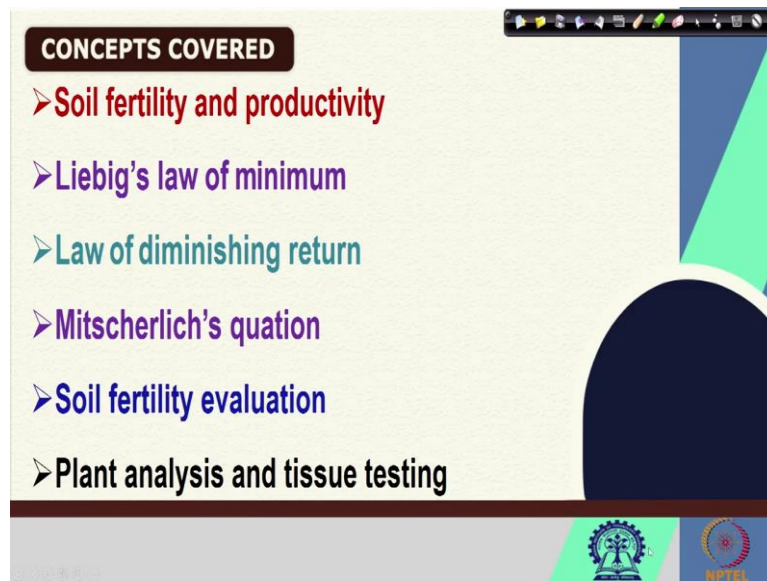 CONCEPTS COVERED
➢Soil fertility and productivity
➢Liebig's law of minimum
➢Law of diminishing return
➢Mitscherlich's quation
➢Soil fertility evaluation
➢Plant analysis and tissue testing
NPTEL